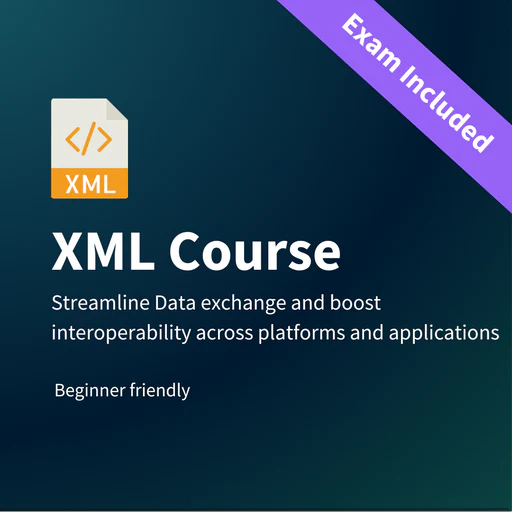 Exam Included
</>
XML
XML Course
Streamline Data exchange and boost
interoperability across platforms and applications
Beginner friendly